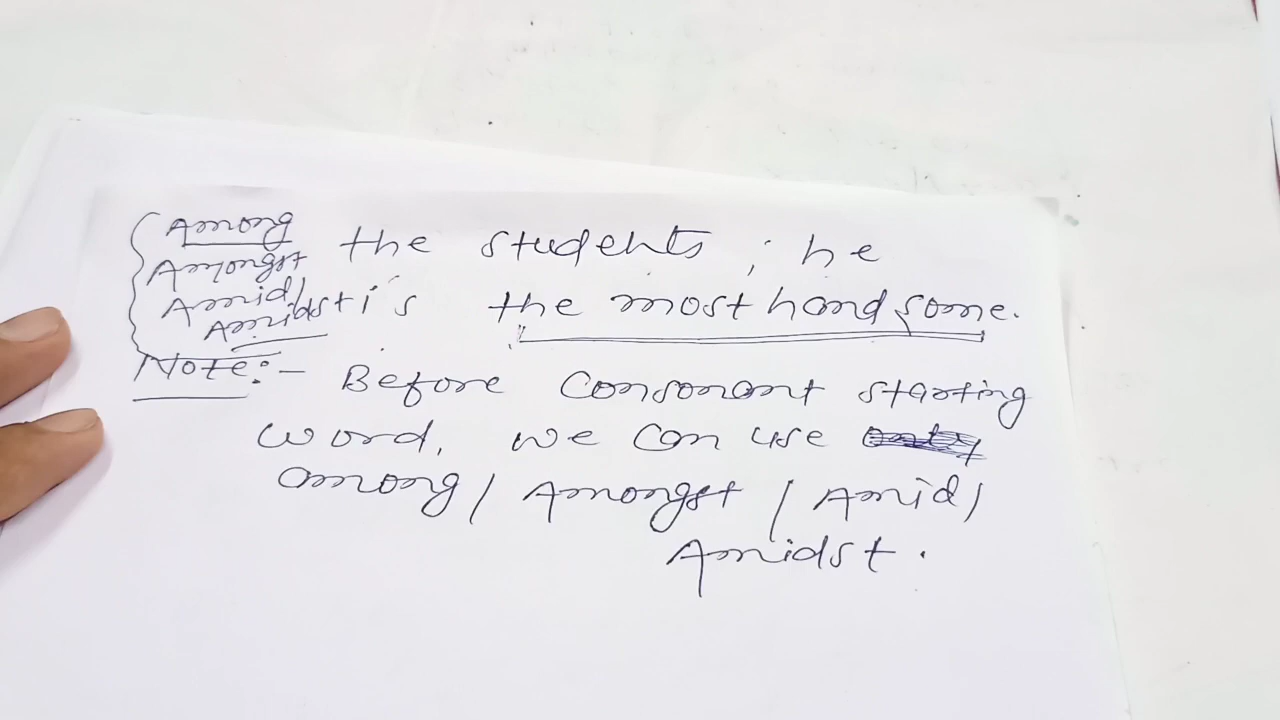 Among
Amongst
Amid/
Amidst
the students, he
is the most handsome.
Note:- Before consonant starting
word, we can use
among/ Amongst / Amid/
Amidst.